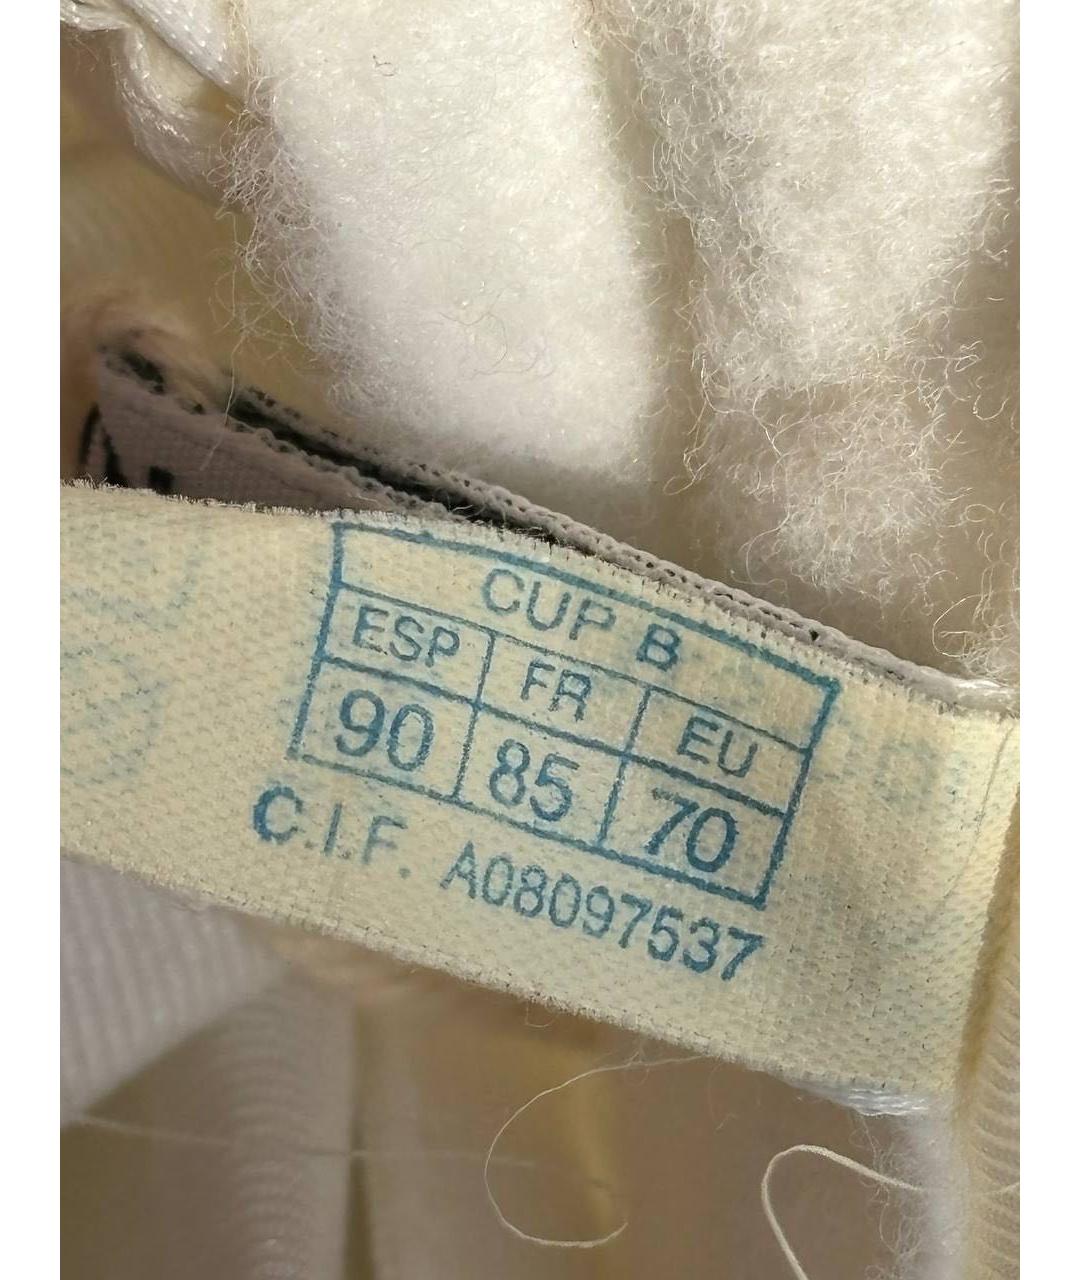 CUP B
ESP FR EU
90 85 70
C.I.F. A08097537